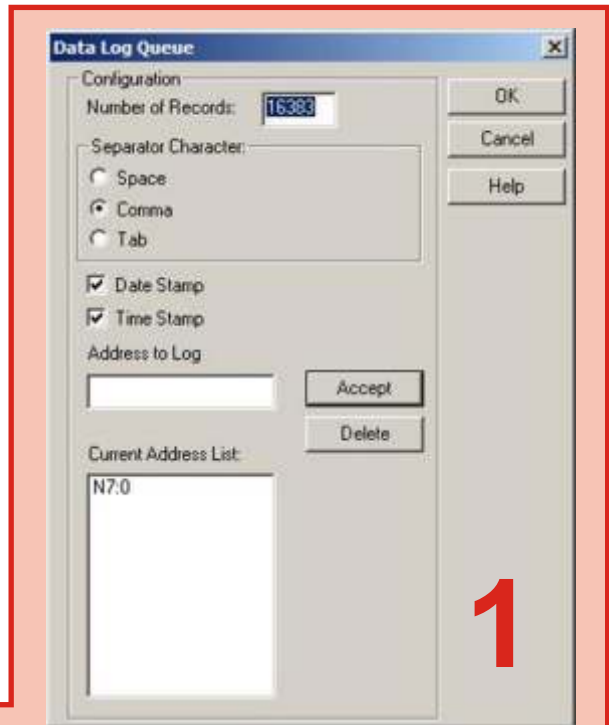 Data Log Queue
Configuration
Number of Records: 16383
OK
Separator Character:
Cancel
Space
Help
Comma
Tab
Date Stamp
Time Stamp
Address to Log
Accept
Delete
Current Address List:
N7:0
1